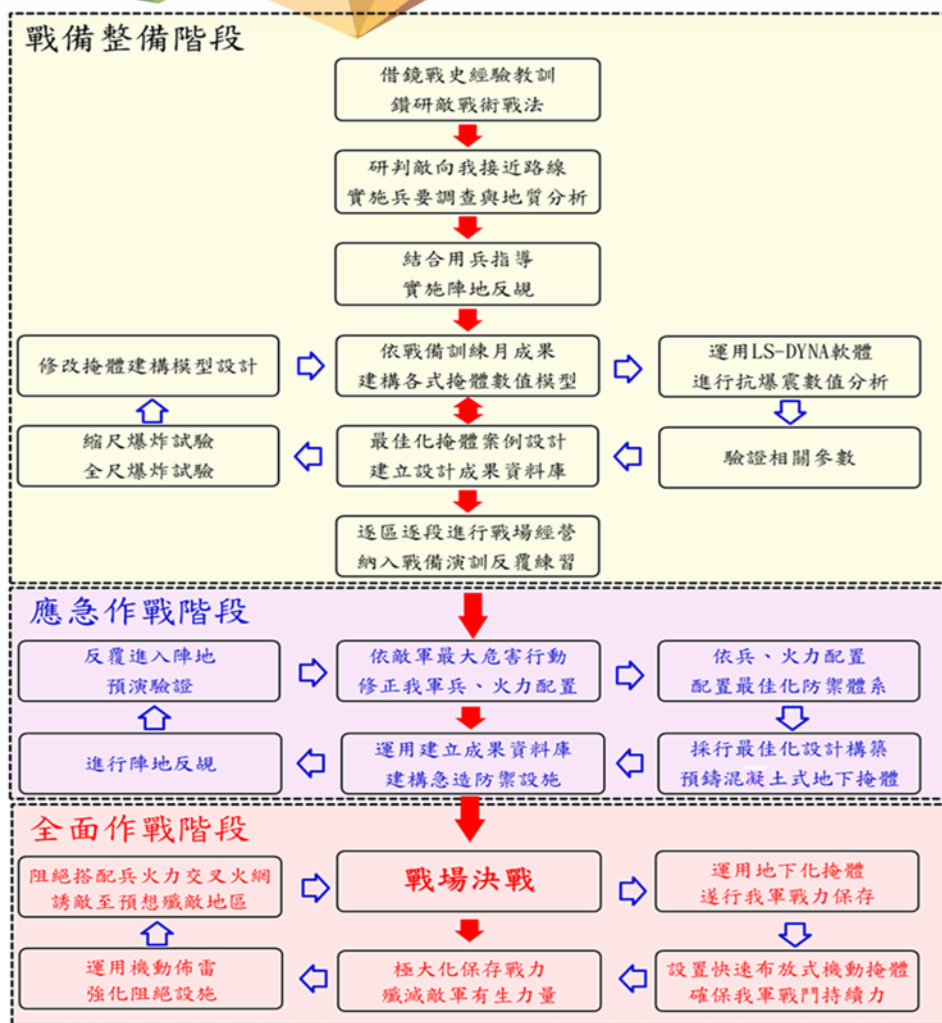 戰備整備階段
借鏡戰史經驗教訓
鑽研敵戰術戰法
研判敵向我接近路線
實施兵要調查與地質分析
結合用兵指導
實施陣地反覘
修改掩體建構模型設計
依戰備訓練月成果
建構各式掩體數值模型
運用LS-DYNA軟體
進行抗爆震數值分析
縮尺爆炸試驗
全尺爆炸試驗
最佳化掩體案例設計
建立設計成果資料庫
驗證相關參數
逐區逐段進行戰場經營
納入戰備演訓反覆練習
應急作戰階段
反覆進入陣地
預演驗證
依敵軍最大危害行動
修正我軍兵、火力配置
依兵、火力配置
配置最佳化防禦體系
進行陣地反覘
運用建立成果資料庫
建構急造防禦設施
採行最佳化設計構築
預鑄混凝土式地下掩體
全面作戰階段
阻絕搭配兵火力交叉火網
誘敵至預想殲敵地區
戰場決戰
運用地下化掩體
遂行我軍戰力保存
運用機動佈雷
強化阻絕設施
極大化保存戰力
殲滅敵軍有生力量
設置快速布放式機動掩體
確保我軍戰鬥持續力